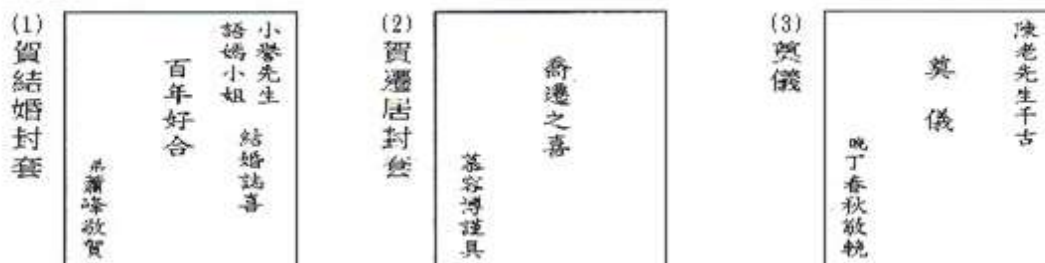 (1)賀結婚封套
小譽先生
語嫣小姐
結婚誌喜
百年好合
弟蕭峰敬賀
(2)賀遷居封套
喬遷之喜
慕容博謹具
(3)奠儀
陳老先生千古
奠儀
晚丁春秋敬輓